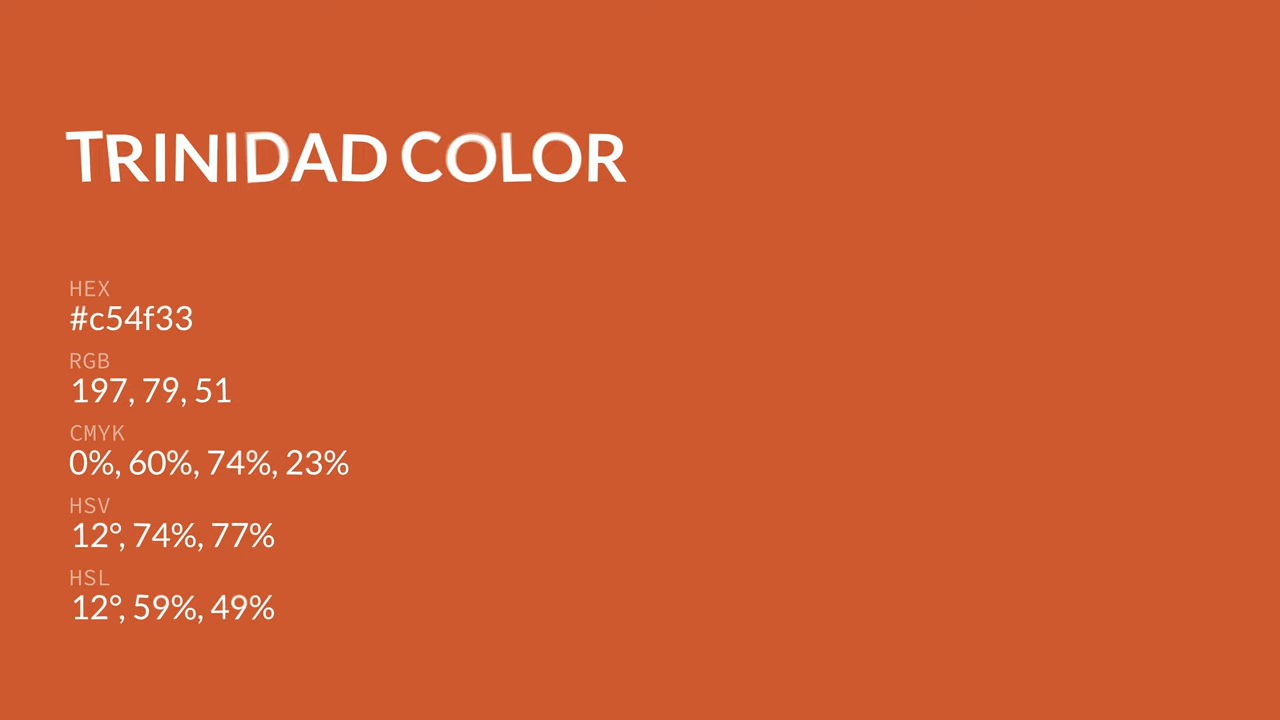 TRINIDAD COLOR
HEX
#c54f33
RGB
197, 79, 51
CMYK
0%, 60%, 74%, 23%
HSV
12°, 74%, 77%
HSL
12°, 59%, 49%